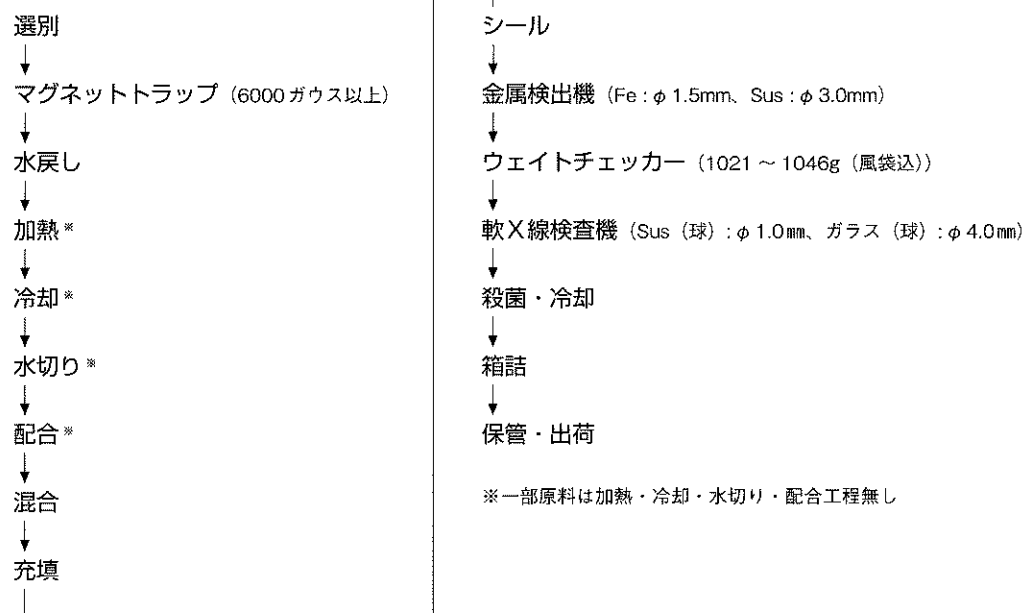 選別
マグネットトラップ（6000ガウス以上）
水戻し
加熱※
冷却※
水切り※
配合※
混合
充填
シール
金属検出機（Fe : φ 1.5mm、Sus : φ 3.0mm）
ウェイトチェッカー（1021 ～ 1046g（風袋込））
軟X線検査機（Sus（球）: φ 1.0㎜、ガラス（球）: φ 4.0㎜）
殺菌・冷却
箱詰
保管・出荷
※一部原料は加熱・冷却・水切り・配合工程無し